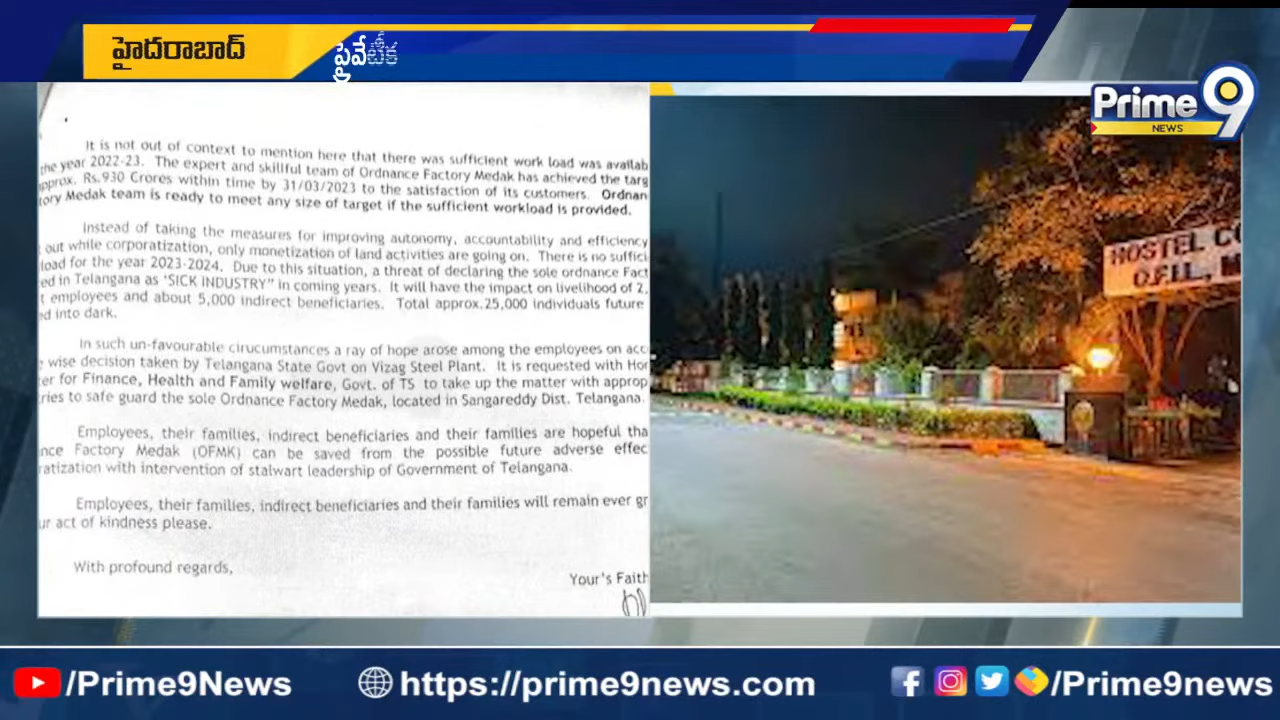 హైదరాబాద్
ప్రైవేటీక
Prime9
NEWS
It is not out of context to mention here that there was sufficient work load was availab
the year 2022-23. The expert and skillful team of Ordnance Factory Medak has achieved the targ
approx. Rs.930 Crores within time by 31/03/2023 to the satisfaction of its customers. Ordnan
tory Medak team is ready to meet any size of target if the sufficient workload is provided.
Instead of taking the measures for improving autonomy, accountability and efficiency
out while corporatization, only monetization of land activities are going on. There is no suffici
load for the year 2023-2024. Due to this situation, a threat of declaring the sole ordnance Fact
ed in Telangana as "SICK INDUSTRY" in coming years. It will have the impact on livelihood of 2,
t employees and about 5,000 indirect beneficiaries. Total approx.25,000 individuals future
ed into dark.
In such un-favourable cirucumstances a ray of hope arose among the employees on acc
e wise decision taken by Telangana State Govt on Vizag Steel Plant. It is requested with Hon
ter for Finance, Health and Family welfare, Govt. of TS to take up the matter with approp
ries to safe guard the sole Ordnance Factory Medak, located in Sangareddy Dist. Telangana.
Employees, their families, indirect beneficiaries and their families are hopeful tha
nce Factory Medak (OFMK) can be saved from the possible future adverse effec
ratization with intervention of stalwart leadership of Government of Telangana.
Employees, their families, indirect beneficiaries and their families will remain ever gr
ur act of kindness please.
With profound regards,
Your's Faith
HOSTEL CO
O.F.I.L., M
/Prime9News
https://prime9news.com
/Prime9news